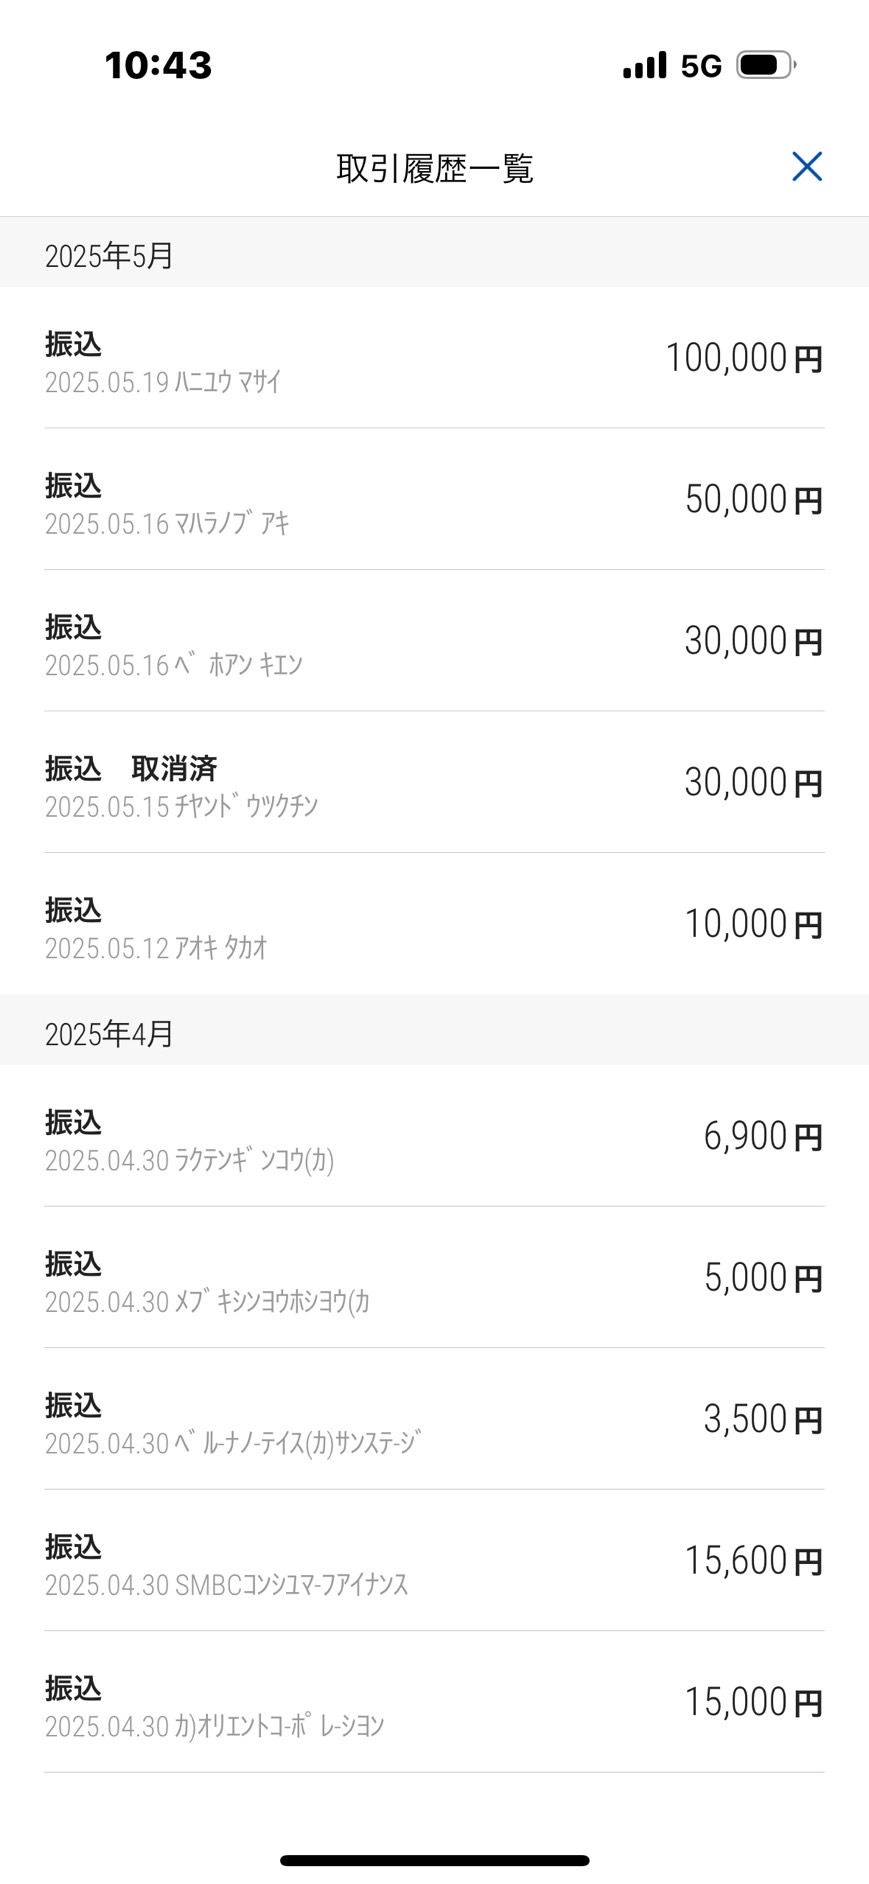 10:43
5G
取引履歴一覧
2025年5月
振込
2025.05.19 ﾊﾆﾕｳ ﾏｻｲ
100,000円
振込
2025.05.16 ﾏﾊﾗﾉﾌﾞ ｱｷ
50,000円
振込
2025.05.16 ﾍﾞ ﾎｱﾝ ｷｴﾝ
30,000円
振込　取消済
2025.05.15 ﾁﾔﾝﾄﾞ ｳﾂｸﾁﾝ
30,000円
振込
2025.05.12 ｱｵｷ ﾀｶｵ
10,000円
2025年4月
振込
2025.04.30 ﾗｸﾃﾝｷﾞﾝｺｳ(ｶ)
6,900円
振込
2025.04.30 ﾒﾌﾞｷｼﾝﾖｳﾎｼﾖｳ(ｶ
5,000円
振込
2025.04.30 ﾍﾞﾙ-ﾅﾉ-ﾃｲｽ(ｶ)ｻﾝｽﾃ-ｼﾞ
3,500円
振込
2025.04.30 SMBCｺﾝｼﾕﾏ-ﾌｱｲﾅﾝｽ
15,600円
振込
2025.04.30 ｶ)ｵﾘｴﾝﾄｺ-ﾎﾟﾚ-ｼﾖﾝ
15,000円